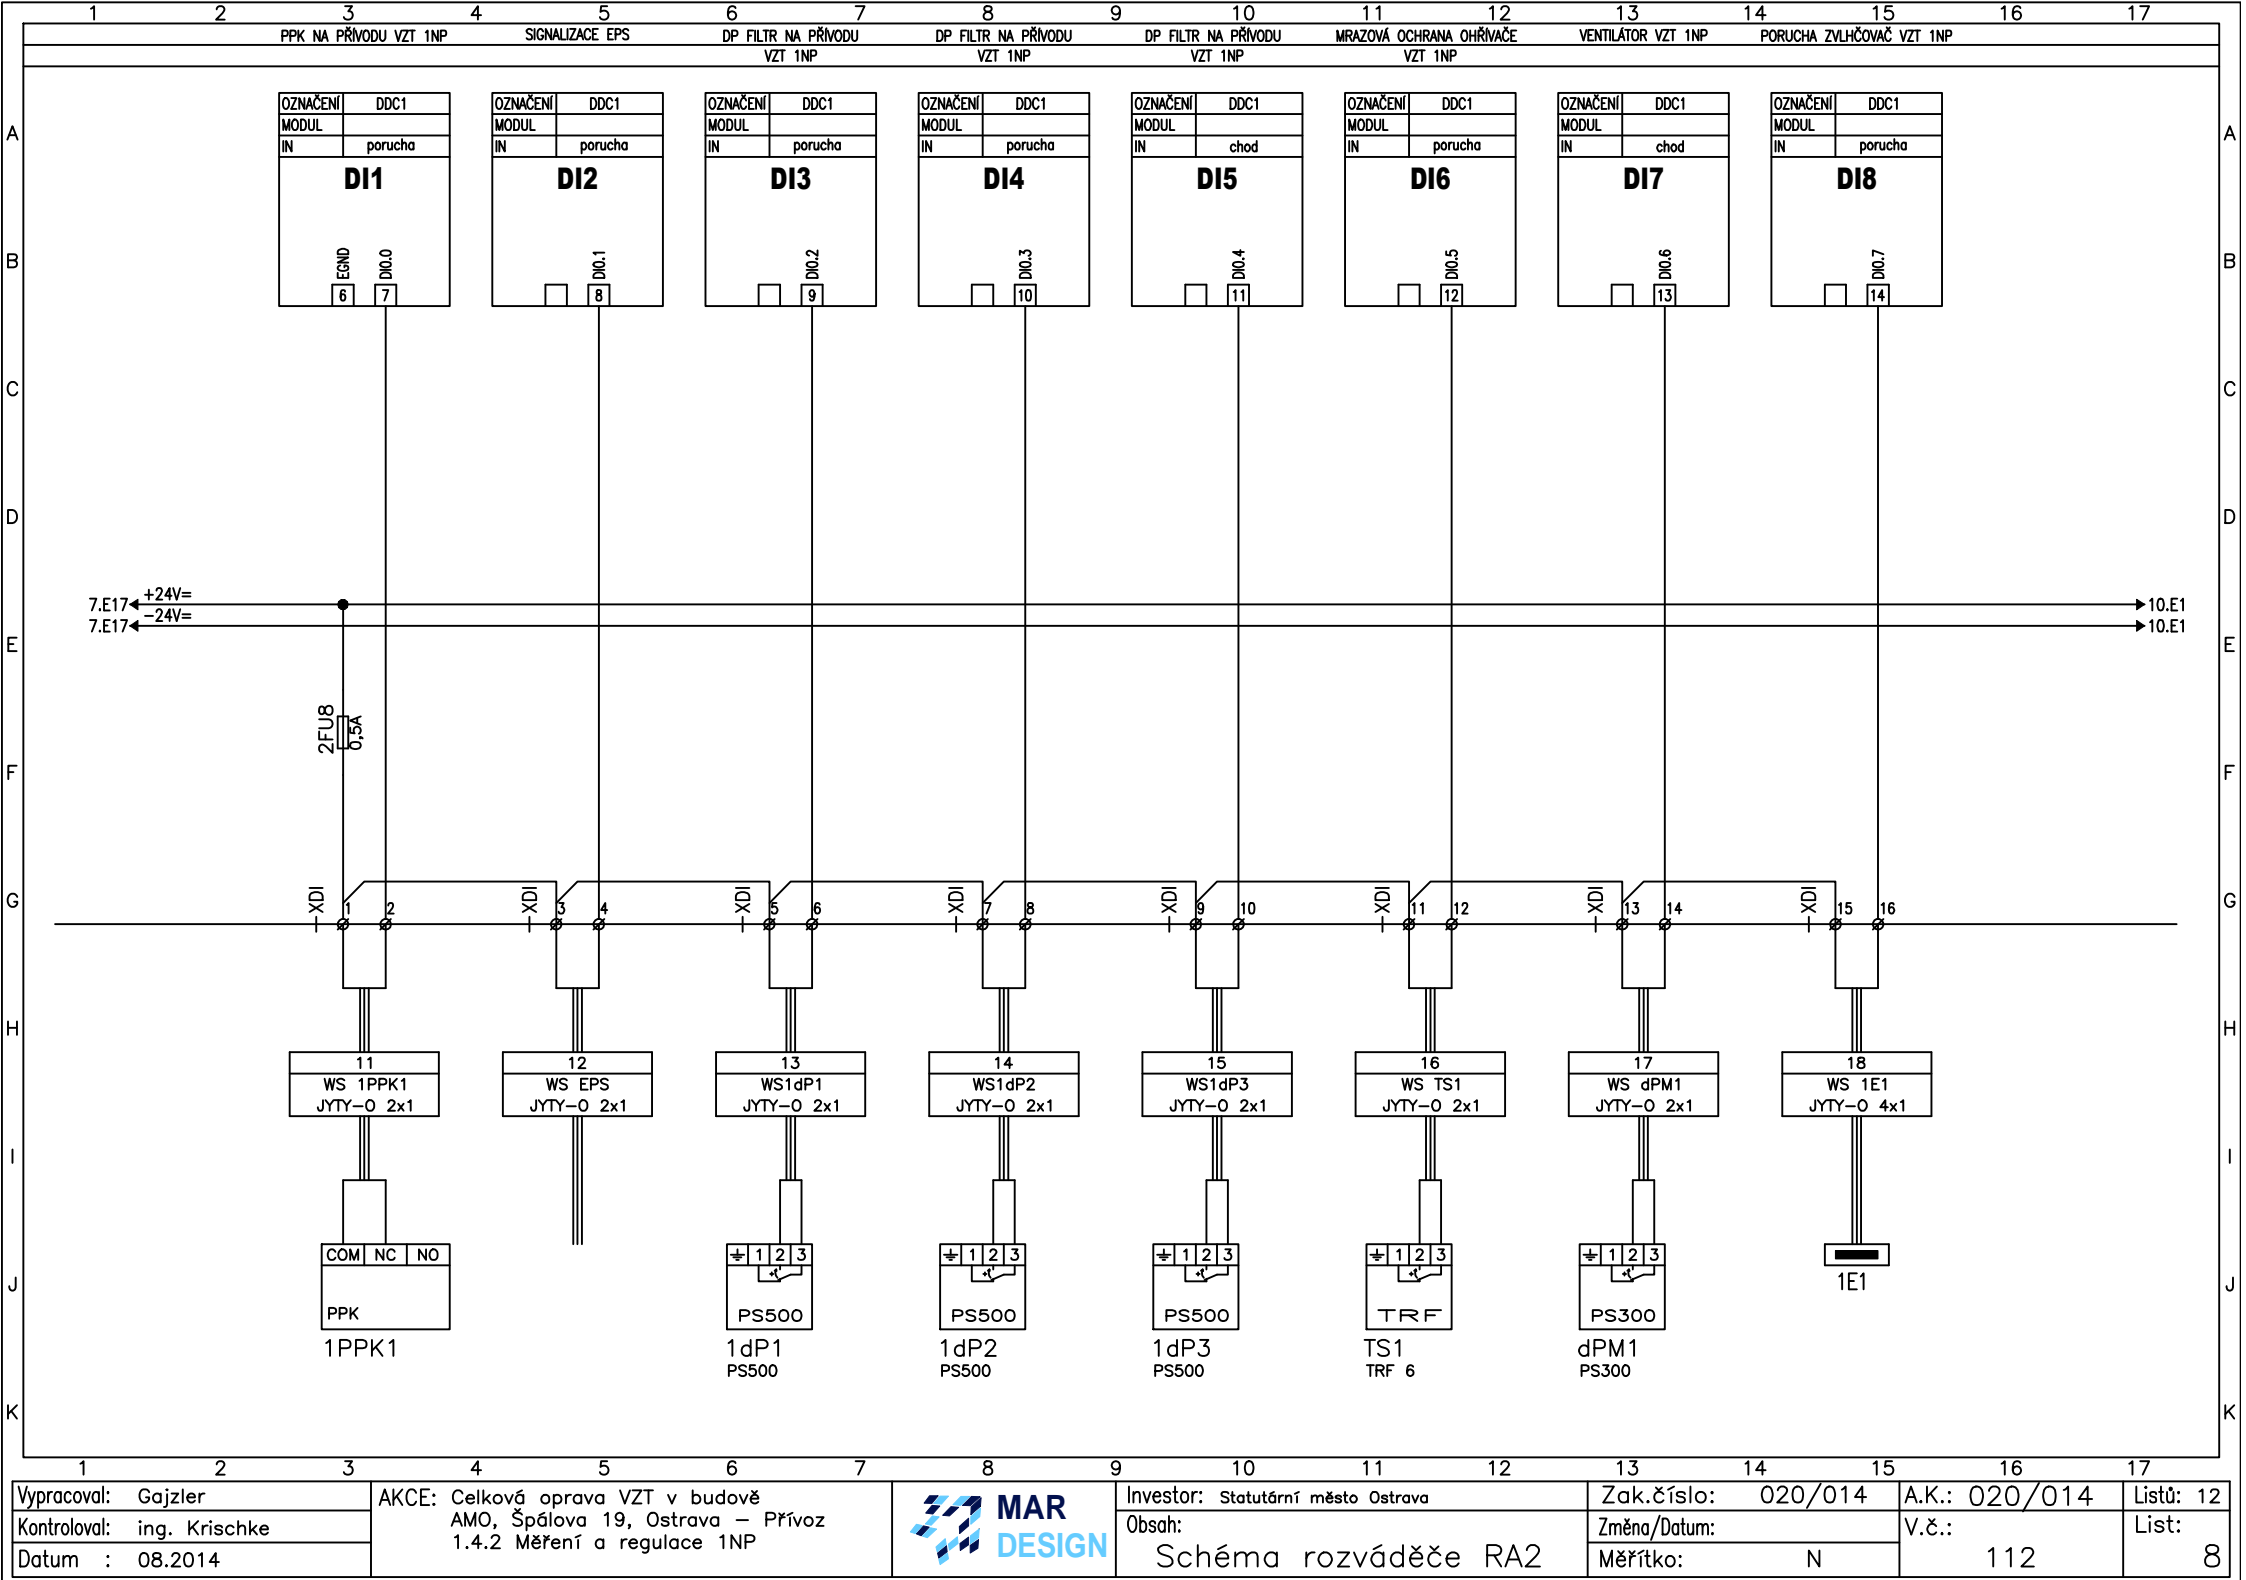 1 2 3 4 5 6 7 8 9 10 11 12 13 14 15 16 17
PPK NA PŘÍVODU VZT 1NP SIGNALIZACE EPS DP FILTR NA PŘÍVODU DP FILTR NA PŘÍVODU DP FILTR NA PŘÍVODU MRAZOVÁ OCHRANA OHŘÍVAČE VENTILÁTOR VZT 1NP PORUCHA ZVLHČOVAČ VZT 1NP
VZT 1NP VZT 1NP VZT 1NP VZT 1NP
OZNAČENÍ DDC1 OZNAČENÍ DDC1 OZNAČENÍ DDC1 OZNAČENÍ DDC1 OZNAČENÍ DDC1 OZNAČENÍ DDC1 OZNAČENÍ DDC1 OZNAČENÍ DDC1
A MODUL MODUL MODUL MODUL MODUL MODUL MODUL MODUL A
IN porucha IN porucha IN porucha IN porucha IN chod IN porucha IN chod IN porucha
DI1 DI2 DI3 DI4 DI5 DI6 DI7 DI8
B EGND DI0.0 DI0.1 DI0.2 DI0.3 DI0.4 DI0.5 DI0.6 DI0.7 B
6 7 8 9 10 11 12 13 14
C C
D D
7.E17 +24V= 10.E1
7.E17 -24V= 10.E1
E E
2FU8 0,5A
F F
G XDI 1 2 XDI 3 4 XDI 5 6 XDI 7 8 XDI 9 10 XDI 11 12 XDI 13 14 XDI 15 16 G
H H
11 12 13 14 15 16 17 18
WS 1PPK1 WS EPS WS1dP1 WS1dP2 WS1dP3 WS TS1 WS dPM1 WS 1E1
JYTY-O 2x1 JYTY-O 2x1 JYTY-O 2x1 JYTY-O 2x1 JYTY-O 2x1 JYTY-O 2x1 JYTY-O 2x1 JYTY-O 4x1
I I
COM NC NO 1 2 3 1 2 3 1 2 3 1 2 3 1 2 3
J 1E1 J
PPK PS500 PS500 PS500 TRF PS300
1PPK1 1dP1 1dP2 1dP3 TS1 dPM1
PS500 PS500 PS500 TRF 6 PS300
K K
1 2 3 4 5 6 7 8 9 10 11 12 13 14 15 16 17
Vypracoval: Gajzler
Kontroloval: ing. Krischke
Datum : 08.2014
AKCE: Celková oprava VZT v budově
AMO, Špálova 19, Ostrava – Přívoz
1.4.2 Měření a regulace 1NP
MAR
DESIGN
Investor: Statutární město Ostrava
Obsah:
Schéma rozváděče RA2
Zak.číslo: 020/014
Změna/Datum:
Měřítko: N
A.K.: 020/014
V.č.:
112
Listů: 12
List:
8